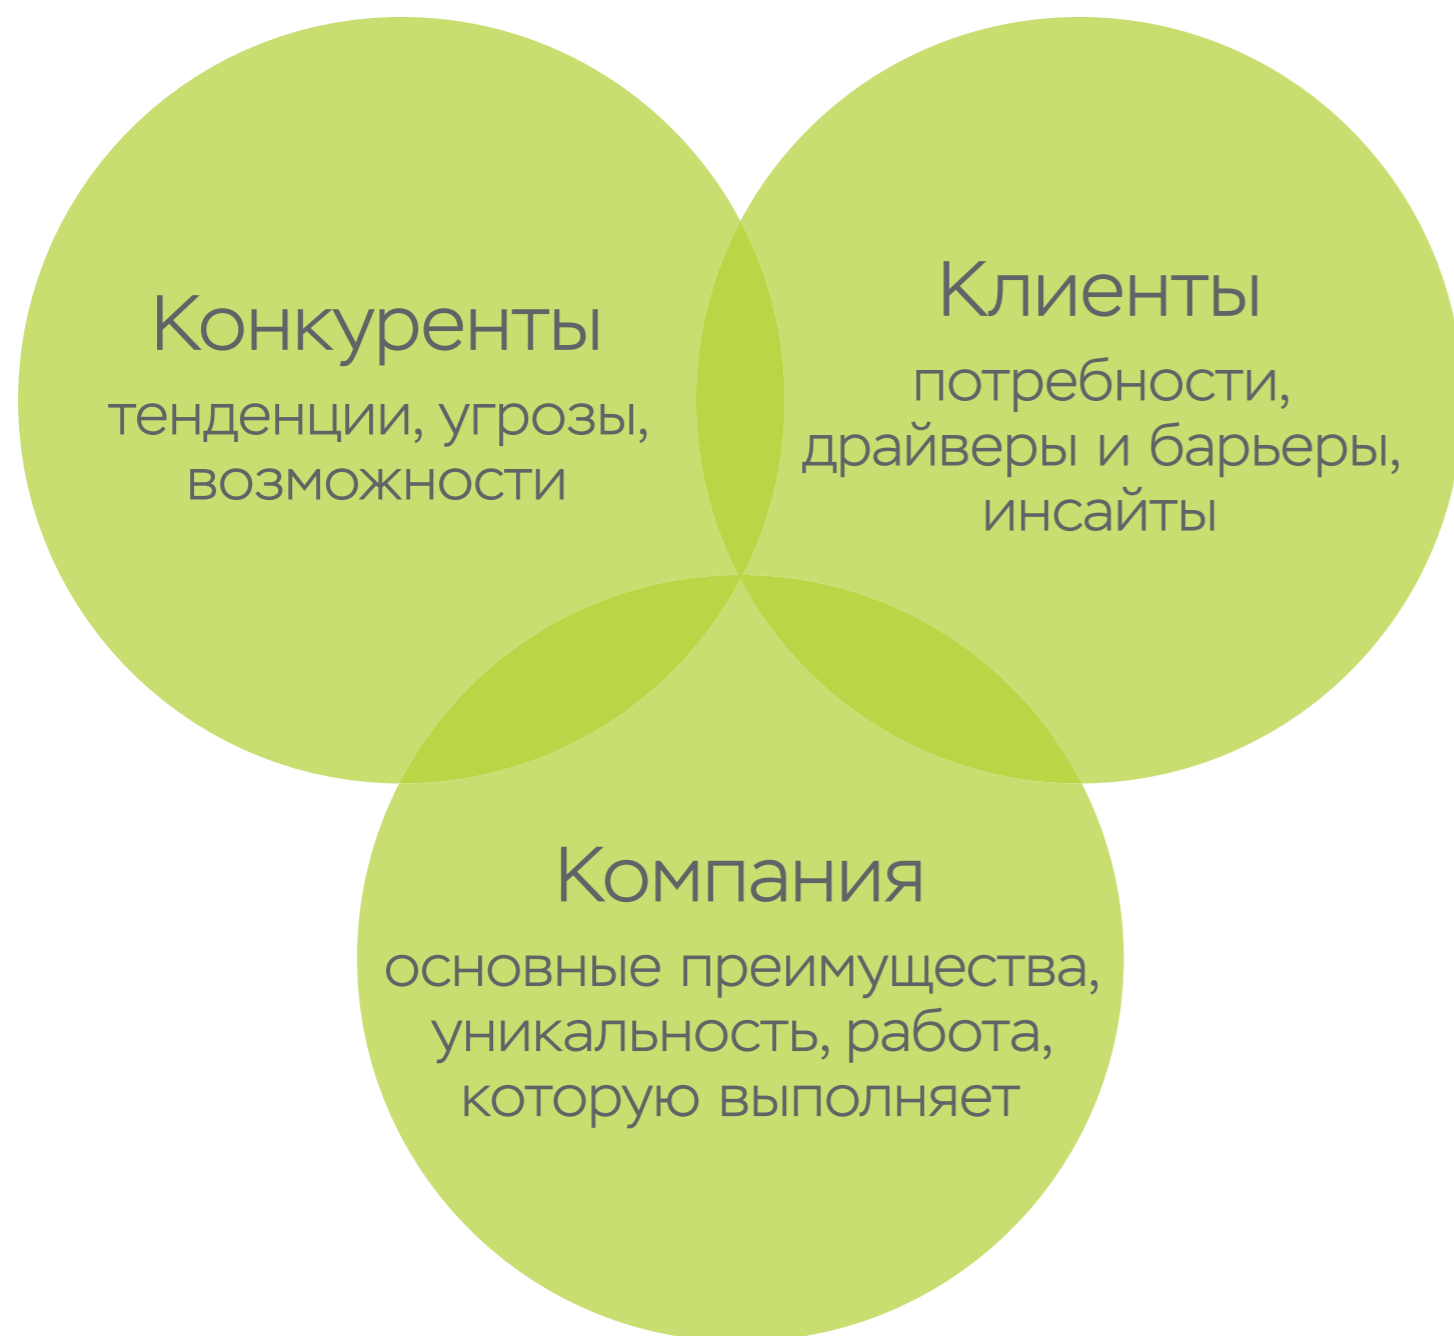 Конкуренты
тенденции, угрозы,
возможности
Клиенты
потребности,
драйверы и барьеры,
инсайты
Компания
основные преимущества,
уникальность, работа,
которую выполняет